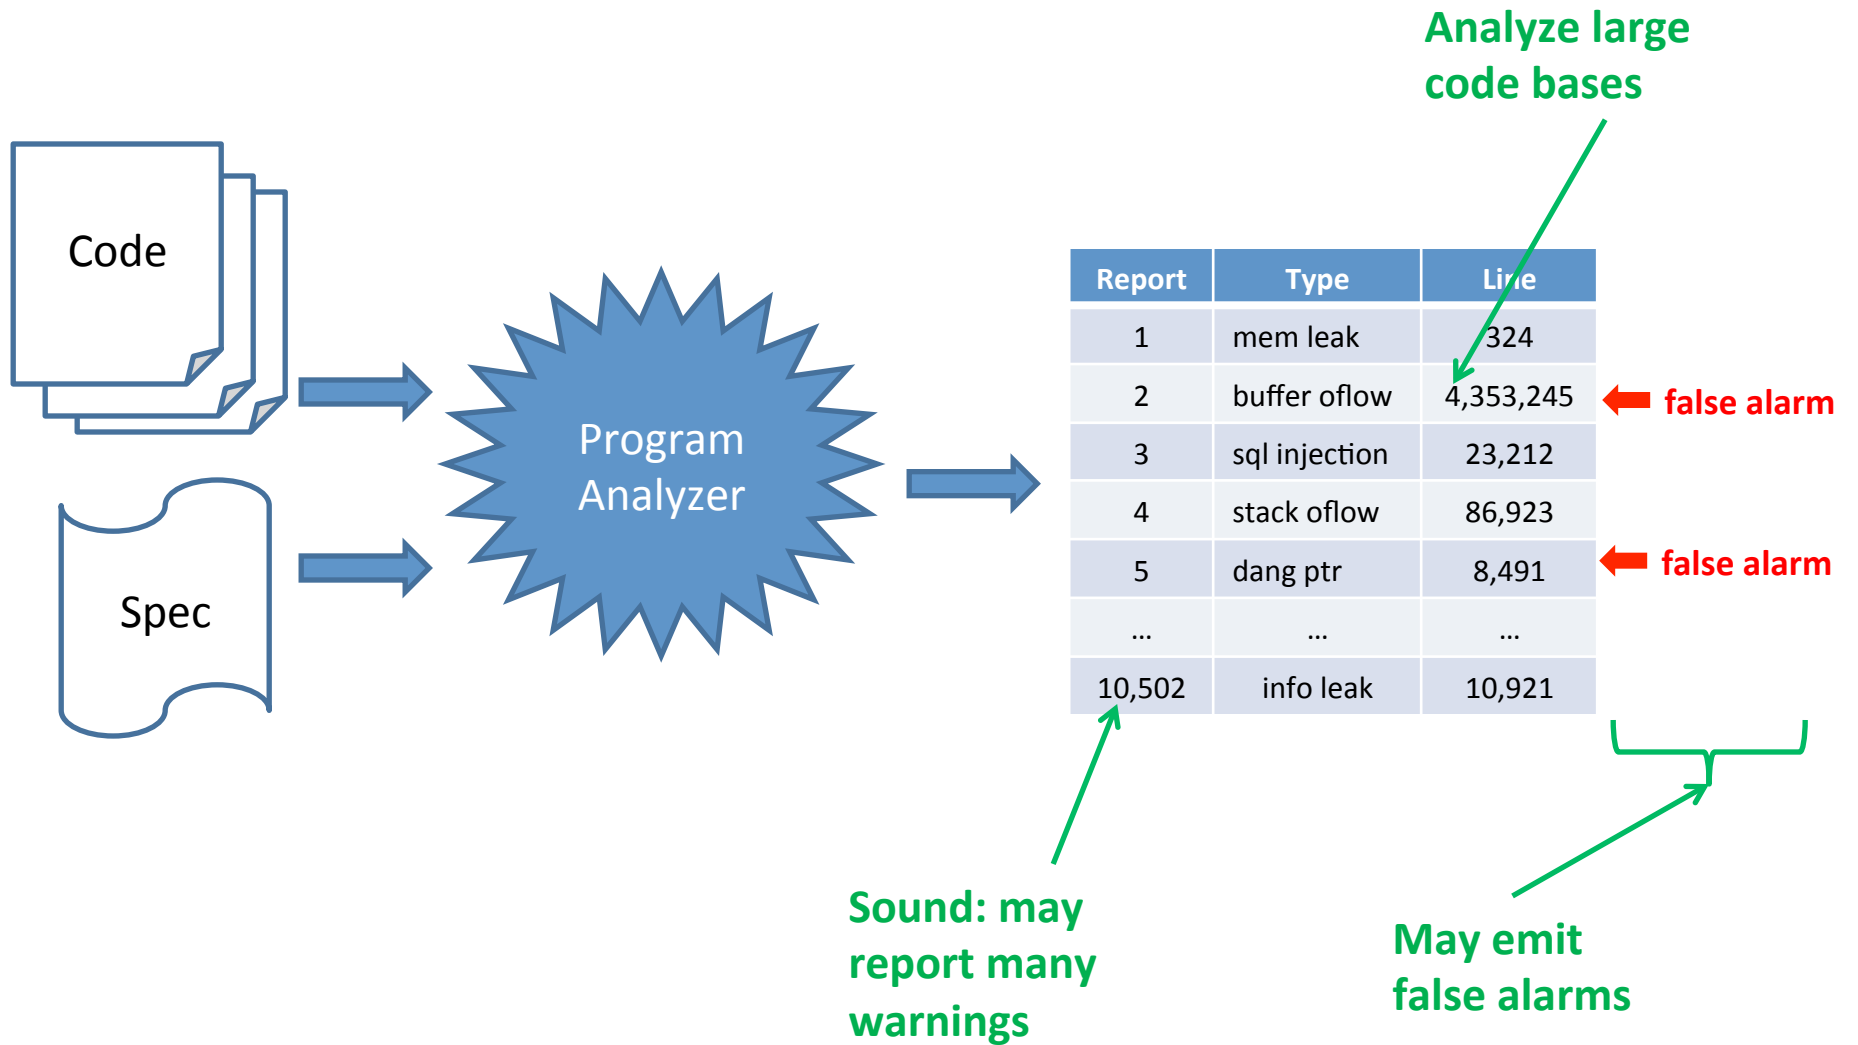 Analyze large
code bases
Code
Spec
Program
Analyzer
Report Type Line
1 mem leak 324
2 buffer oflow 4,353,245
false alarm
3 sql injection 23,212
4 stack oflow 86,923
5 dang ptr 8,491
false alarm
... ... ...
10,502 info leak 10,921
Sound: may
report many
warnings
May emit
false alarms